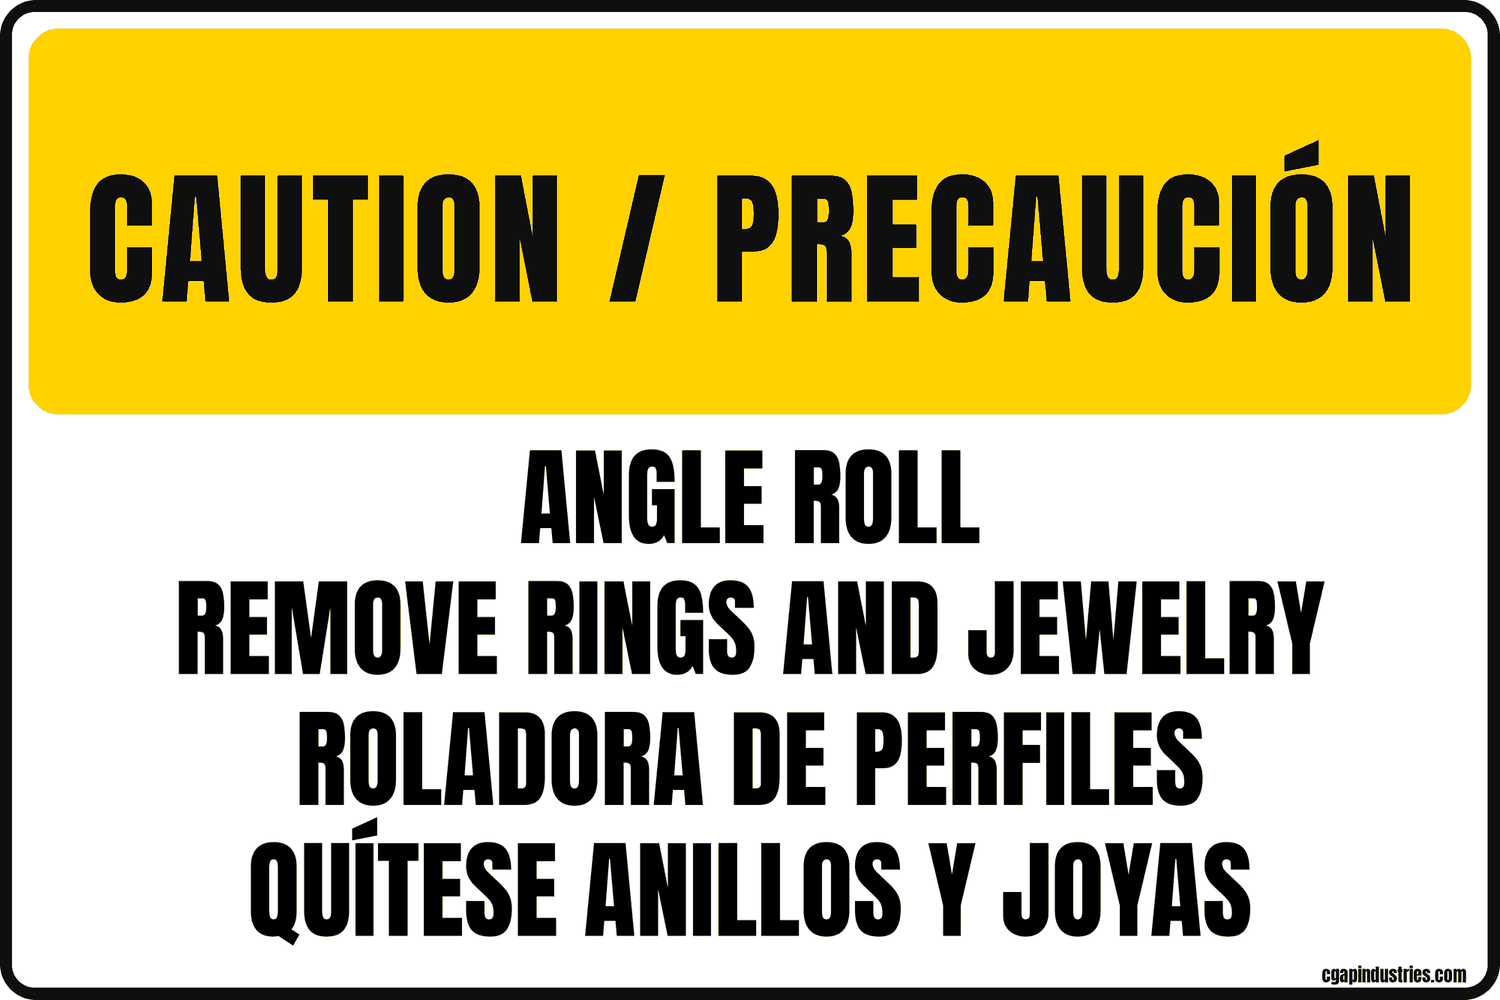 CAUTION / PRECAUCIÓN
ANGLE ROLL
REMOVE RINGS AND JEWELRY
ROLADORA DE PERFILES
QUÍTESE ANILLOS Y JOYAS
cgapindustries.com